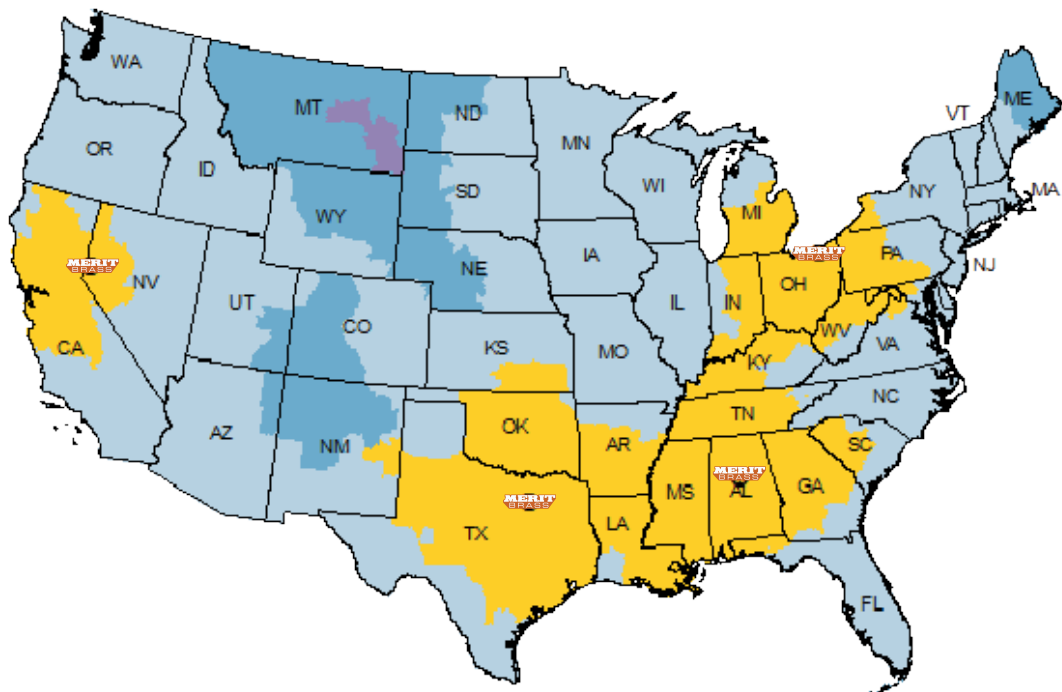 WA
MT
ND
ME
VT
OR
ID
MN
WI
NY
MA
SD
WY
MI
MERIT
BRASS
PA
NJ
NE
IA
MERIT
BRASS
NV
OH
IL
IN
UT
CO
WV
VA
CA
KS
MO
KY
NC
AZ
NM
OK
TN
AR
SC
MERIT
BRASS
MERIT
BRASS
MS
AL
GA
TX
LA
FL